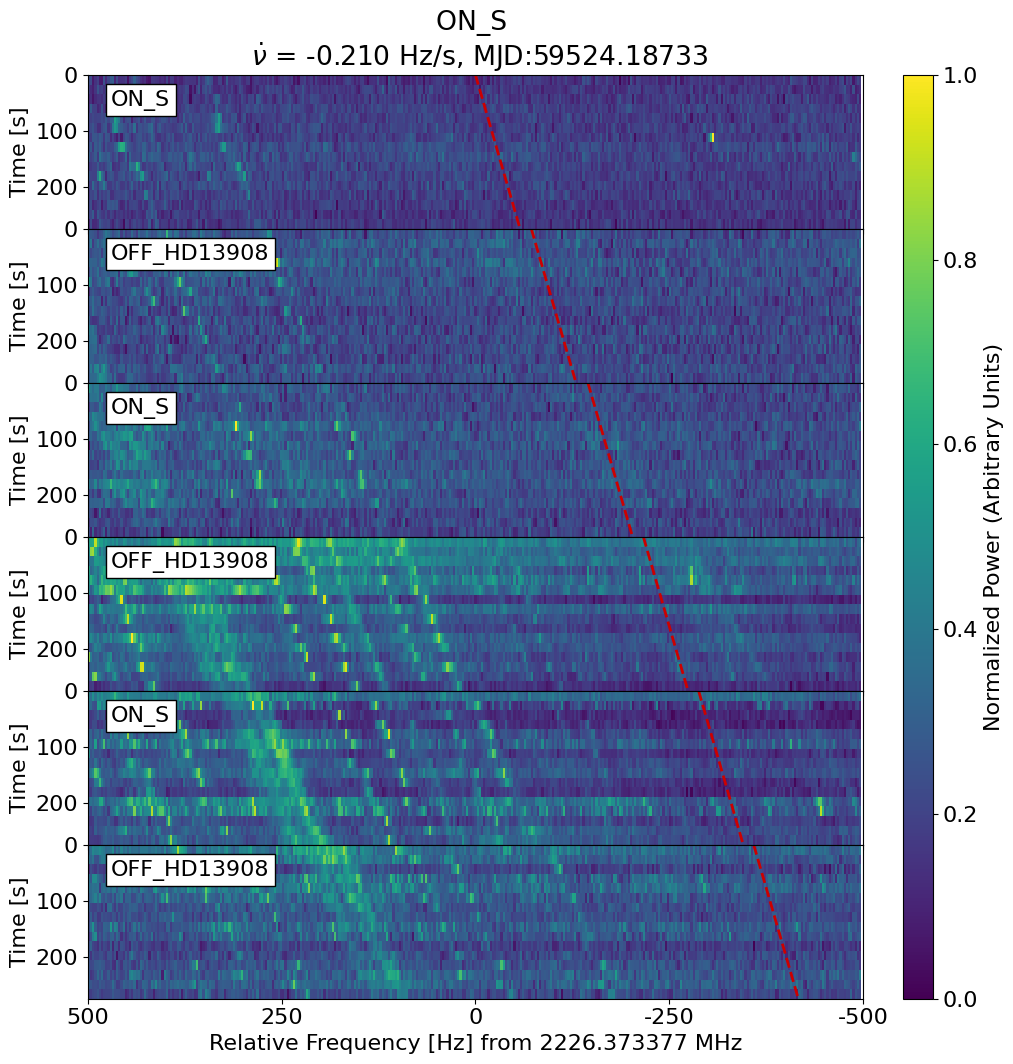 ON_S
ν̇ = -0.210 Hz/s, MJD:59524.18733
0
100
200
Time [s]
ON_S
0
100
200
Time [s]
OFF_HD13908
0
100
200
Time [s]
ON_S
0
100
200
Time [s]
OFF_HD13908
0
100
200
Time [s]
ON_S
0
100
200
Time [s]
OFF_HD13908
500
250
0
-250
-500
Relative Frequency [Hz] from 2226.373377 MHz
1.0
0.8
0.6
0.4
0.2
0.0
Normalized Power (Arbitrary Units)